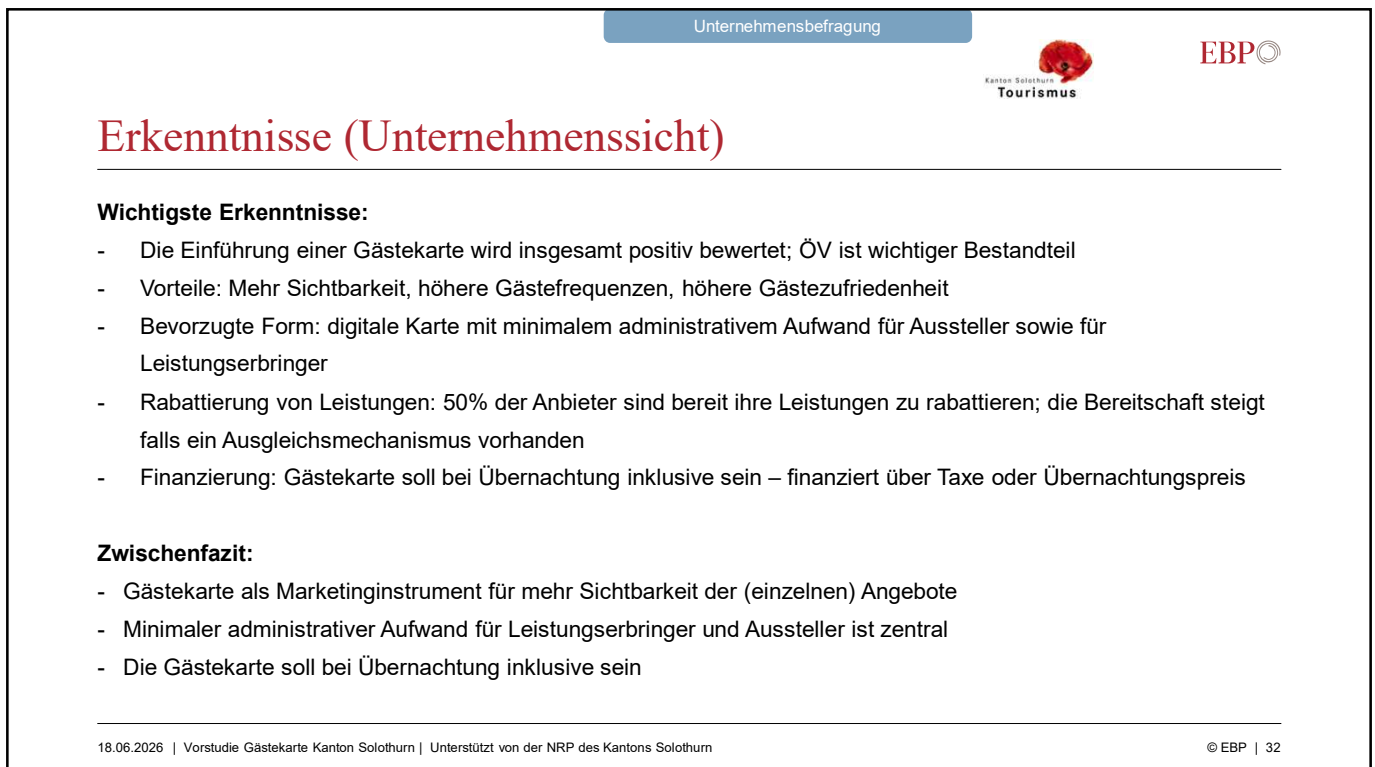 Unternehmensbefragung
Kanton Solothurn
Tourismus
EBP
Erkenntnisse (Unternehmenssicht)
Wichtigste Erkenntnisse:
- Die Einführung einer Gästekarte wird insgesamt positiv bewertet; ÖV ist wichtiger Bestandteil
- Vorteile: Mehr Sichtbarkeit, höhere Gästefrequenzen, höhere Gästezufriedenheit
- Bevorzugte Form: digitale Karte mit minimalem administrativem Aufwand für Aussteller sowie für
Leistungserbringer
- Rabattierung von Leistungen: 50% der Anbieter sind bereit ihre Leistungen zu rabattieren; die Bereitschaft steigt
falls ein Ausgleichsmechanismus vorhanden
- Finanzierung: Gästekarte soll bei Übernachtung inklusive sein – finanziert über Taxe oder Übernachtungspreis
Zwischenfazit:
- Gästekarte als Marketinginstrument für mehr Sichtbarkeit der (einzelnen) Angebote
- Minimaler administrativer Aufwand für Leistungserbringer und Aussteller ist zentral
- Die Gästekarte soll bei Übernachtung inklusive sein
18.06.2026 | Vorstudie Gästekarte Kanton Solothurn | Unterstützt von der NRP des Kantons Solothurn
© EBP | 32